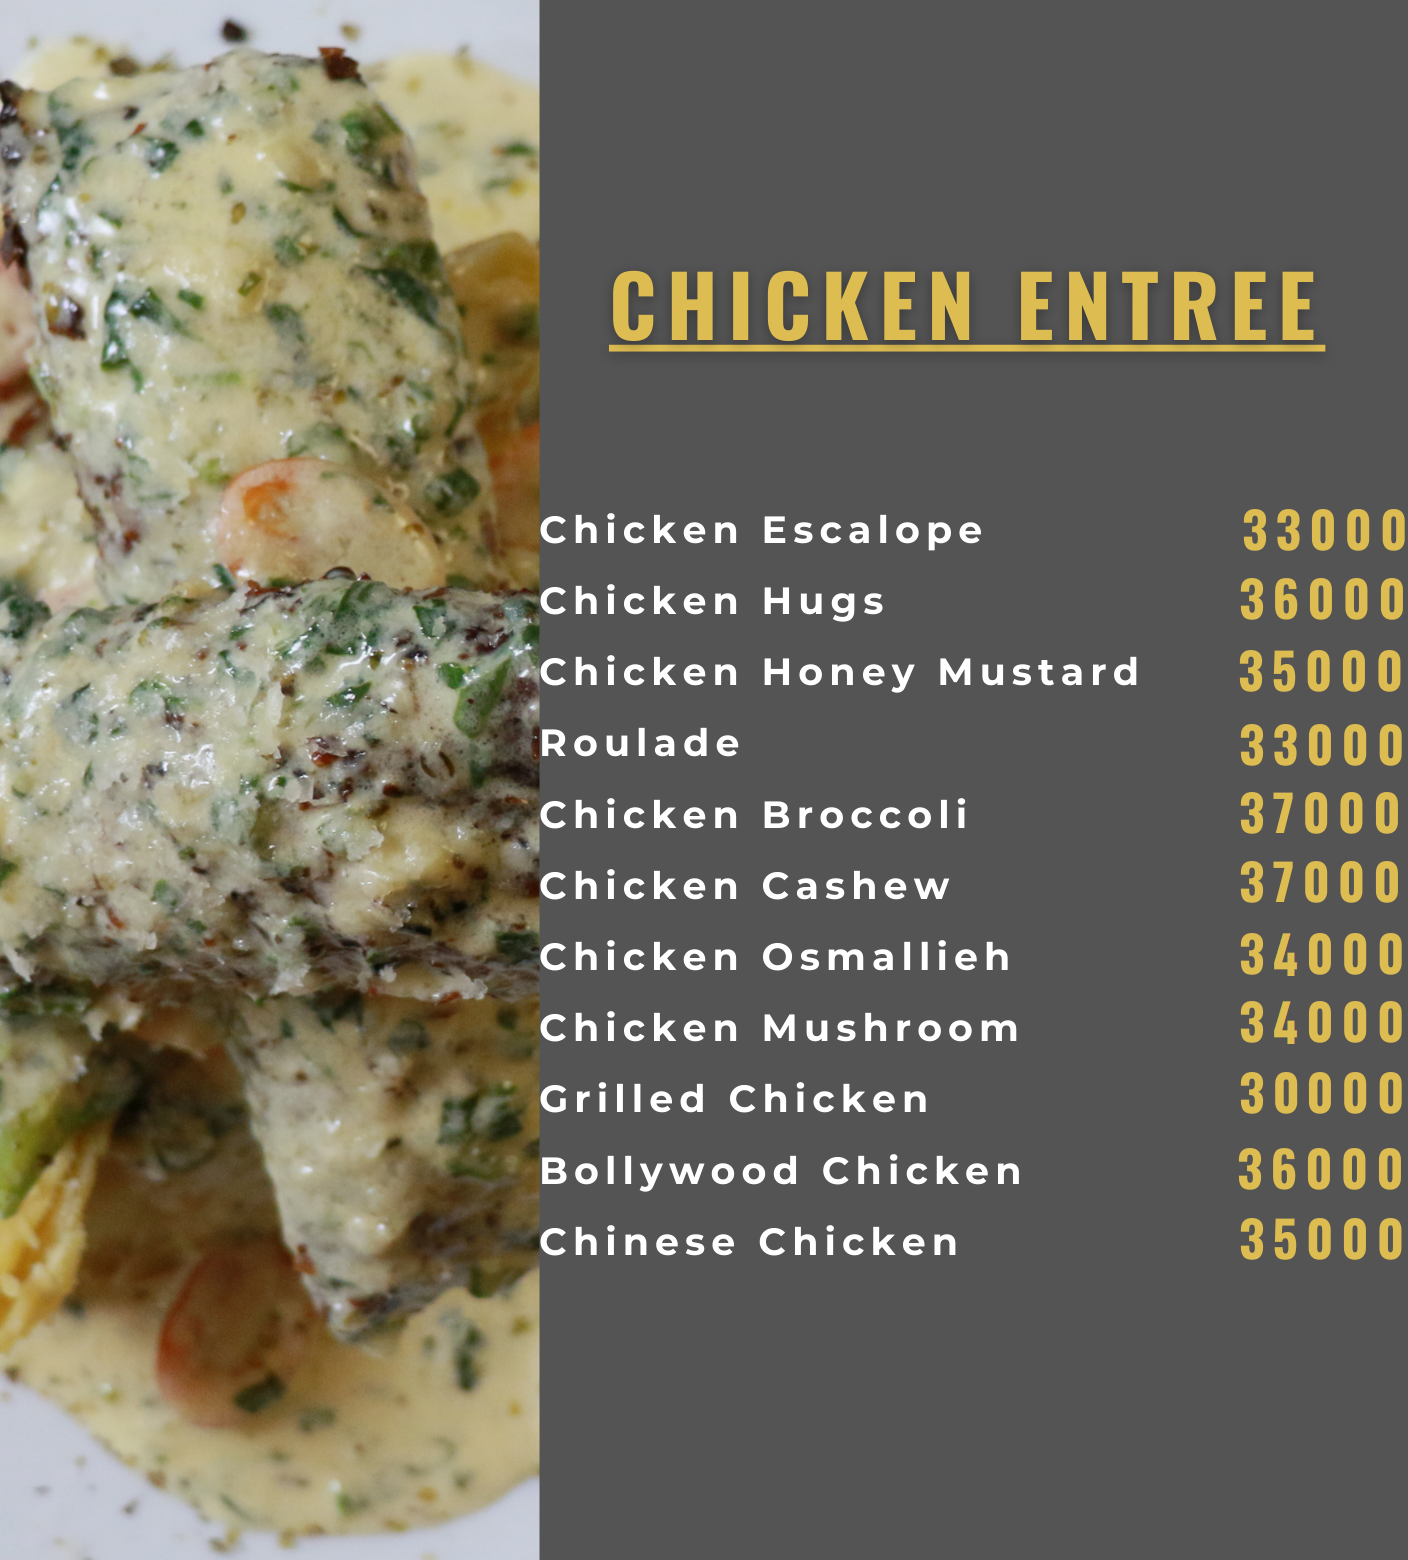 CHICKEN ENTREE
Chicken Escalope 33000
Chicken Hugs 36000
Chicken Honey Mustard 35000
Roulade 33000
Chicken Broccoli 37000
Chicken Cashew 37000
Chicken Osmallieh 34000
Chicken Mushroom 34000
Grilled Chicken 30000
Bollywood Chicken 36000
Chinese Chicken 35000